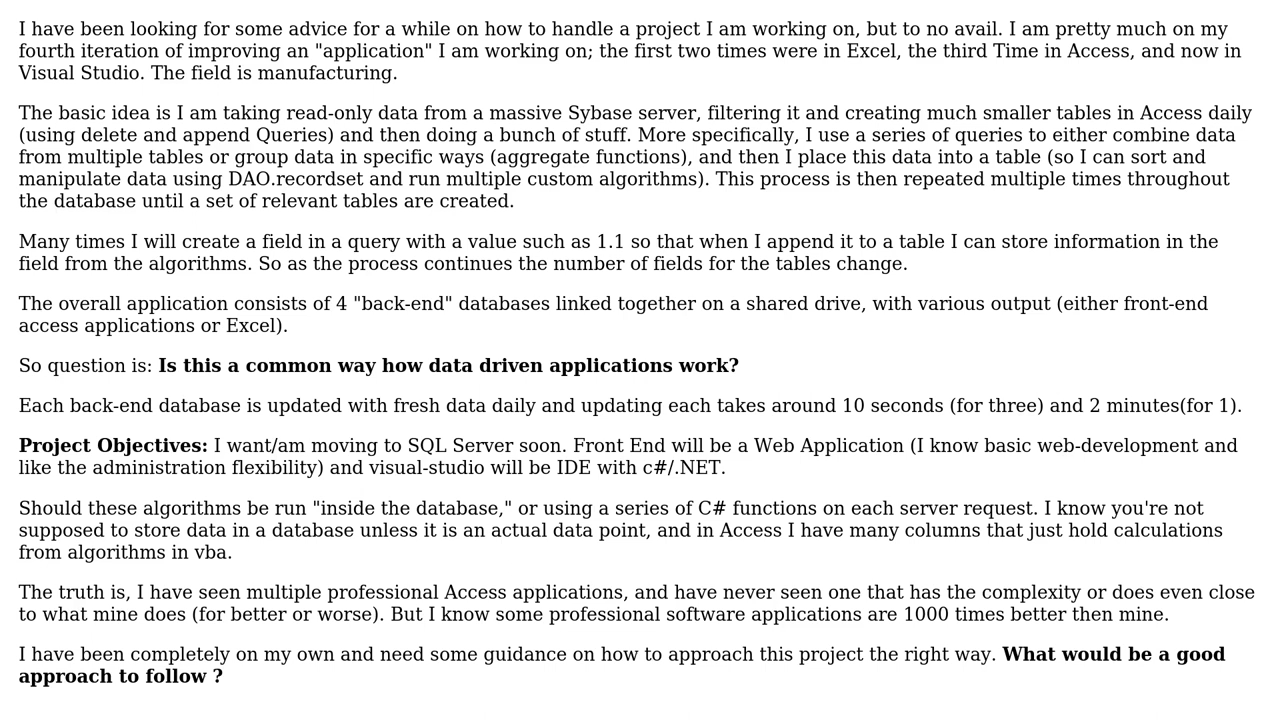 I have been looking for some advice for a while on how to handle a project I am working on, but to no avail. I am pretty much on my
fourth iteration of improving an "application" I am working on; the first two times were in Excel, the third Time in Access, and now in
Visual Studio. The field is manufacturing.
The basic idea is I am taking read-only data from a massive Sybase server, filtering it and creating much smaller tables in Access daily
(using delete and append Queries) and then doing a bunch of stuff. More specifically, I use a series of queries to either combine data
from multiple tables or group data in specific ways (aggregate functions), and then I place this data into a table (so I can sort and
manipulate data using DAO.recordset and run multiple custom algorithms). This process is then repeated multiple times throughout
the database until a set of relevant tables are created.
Many times I will create a field in a query with a value such as 1.1 so that when I append it to a table I can store information in the
field from the algorithms. So as the process continues the number of fields for the tables change.
The overall application consists of 4 "back-end" databases linked together on a shared drive, with various output (either front-end
access applications or Excel).
So question is: Is this a common way how data driven applications work?
Each back-end database is updated with fresh data daily and updating each takes around 10 seconds (for three) and 2 minutes(for 1).
Project Objectives: I want/am moving to SQL Server soon. Front End will be a Web Application (I know basic web-development and
like the administration flexibility) and visual-studio will be IDE with c#/.NET.
Should these algorithms be run "inside the database," or using a series of C# functions on each server request. I know you're not
supposed to store data in a database unless it is an actual data point, and in Access I have many columns that just hold calculations
from algorithms in vba.
The truth is, I have seen multiple professional Access applications, and have never seen one that has the complexity or does even close
to what mine does (for better or worse). But I know some professional software applications are 1000 times better then mine.
I have been completely on my own and need some guidance on how to approach this project the right way. What would be a good
approach to follow ?